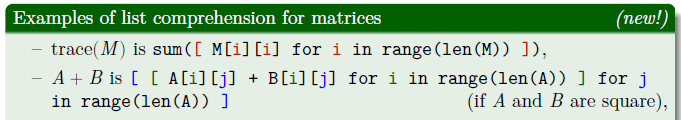 Examples of list comprehension for matrices (new!)
– trace(M) is sum([ M[i][i] for i in range(len(M)) ]),
– A + B is [ [ A[i][j] + B[i][j] for i in range(len(A)) ] for j
in range(len(A)) ] (if A and B are square),